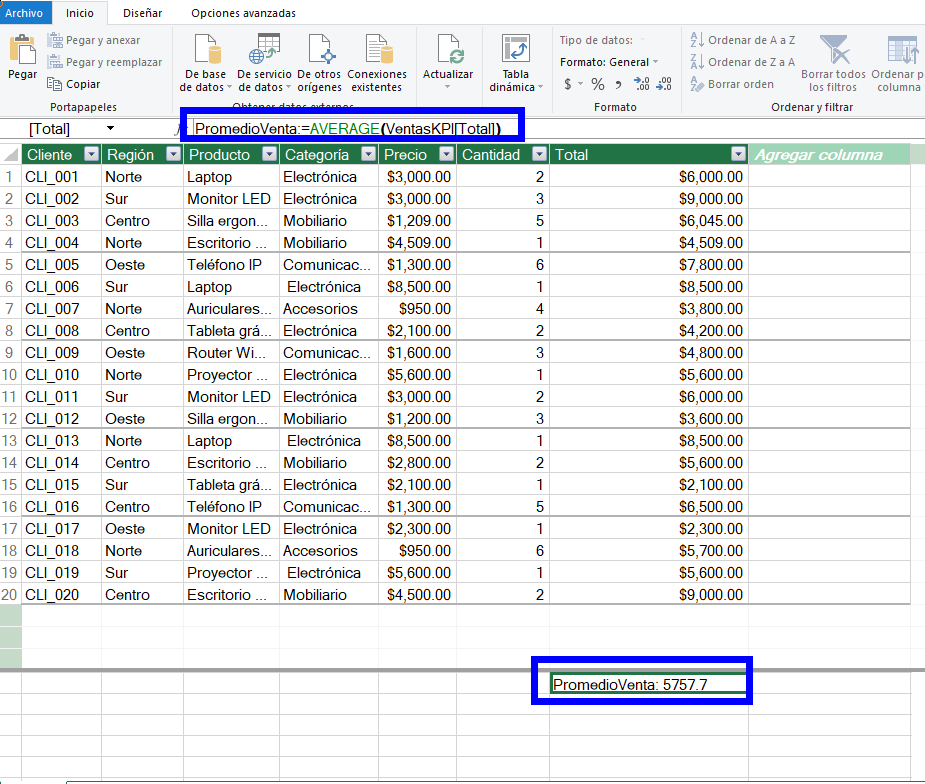 Archivo Inicio Diseñar Opciones avanzadas
Pegar
Pegar y anexar
Pegar y reemplazar
Copiar
Portapapeles
De base de datos
De servicio de datos
De otros orígenes
Conexiones existentes
Obtener datos externos
Actualizar
Tabla dinámica
Tipo de datos:
Formato: General
$ % , .00 .00
Formato
Ordenar de A a Z
Ordenar de Z a A
Borrar orden
Borrar todos los filtros
Ordenar p
columna
Ordenar y filtrar
[Total] PromedioVenta:=AVERAGE(VentasKPI[Total])
Cliente Región Producto Categoría Precio Cantidad Total Agregar columna
1 CLI_001 Norte Laptop Electrónica $3,000.00 2 $6,000.00
2 CLI_002 Sur Monitor LED Electrónica $3,000.00 3 $9,000.00
3 CLI_003 Centro Silla ergon... Mobiliario $1,209.00 5 $6,045.00
4 CLI_004 Norte Escritorio ... Mobiliario $4,509.00 1 $4,509.00
5 CLI_005 Oeste Teléfono IP Comunicac... $1,300.00 6 $7,800.00
6 CLI_006 Sur Laptop Electrónica $8,500.00 1 $8,500.00
7 CLI_007 Norte Auriculares... Accesorios $950.00 4 $3,800.00
8 CLI_008 Centro Tableta grá... Electrónica $2,100.00 2 $4,200.00
9 CLI_009 Oeste Router Wi... Comunicac... $1,600.00 3 $4,800.00
10 CLI_010 Norte Proyector ... Electrónica $5,600.00 1 $5,600.00
11 CLI_011 Sur Monitor LED Electrónica $3,000.00 2 $6,000.00
12 CLI_012 Oeste Silla ergon... Mobiliario $1,200.00 3 $3,600.00
13 CLI_013 Norte Laptop Electrónica $8,500.00 1 $8,500.00
14 CLI_014 Centro Escritorio ... Mobiliario $2,800.00 2 $5,600.00
15 CLI_015 Sur Tableta grá... Electrónica $2,100.00 1 $2,100.00
16 CLI_016 Centro Teléfono IP Comunicac... $1,300.00 5 $6,500.00
17 CLI_017 Oeste Monitor LED Electrónica $2,300.00 1 $2,300.00
18 CLI_018 Norte Auriculares... Accesorios $950.00 6 $5,700.00
19 CLI_019 Sur Proyector ... Electrónica $5,600.00 1 $5,600.00
20 CLI_020 Centro Escritorio ... Mobiliario $4,500.00 2 $9,000.00
PromedioVenta: 5757.7